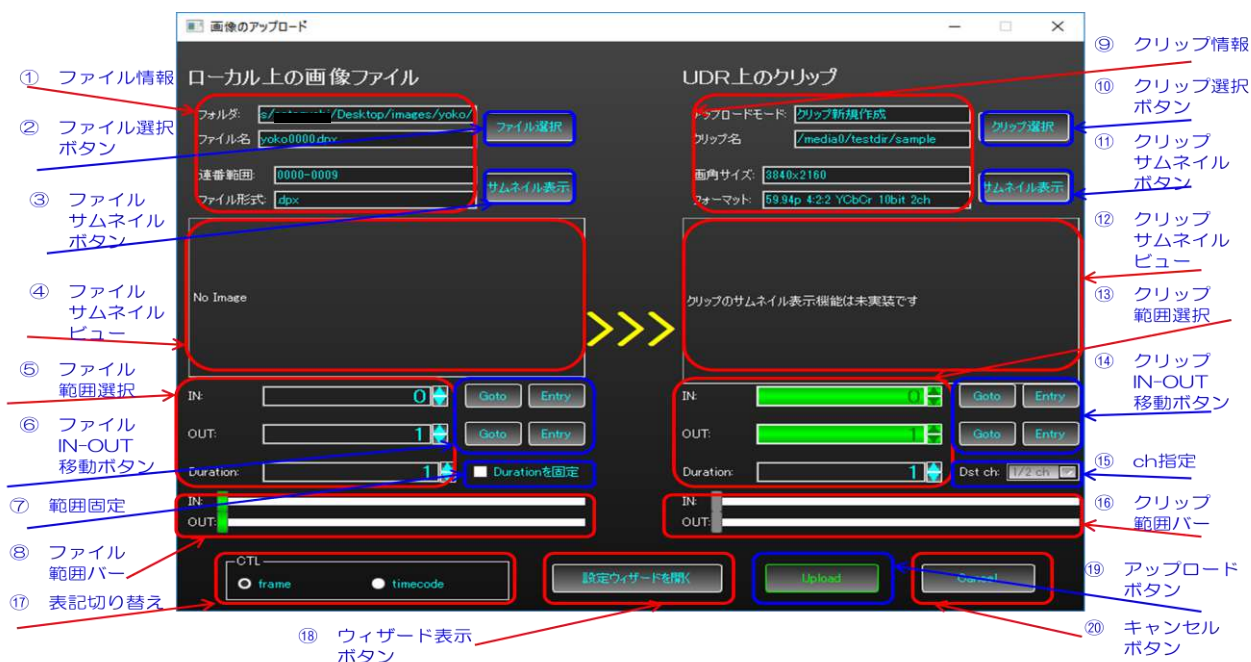 画像のアップロード
ローカル上の画像ファイル
フォルダ: /Desktop/images/yoko/
ファイル名 yoko0000.dpx
ファイル選択
連番範囲: 0000-0009
ファイル形式: .dpx
サムネイル表示
No Image
IN: 0 Goto Entry
OUT: 1 Goto Entry
Duration: 1 Durationを固定
IN:
OUT:
UDR上のクリップ
アップロードモード: クリップ新規作成
クリップ名 /media0/testdir/sample
クリップ選択
画角サイズ: 3840x2160
フォーマット: 59.94p 4:2:2 YCbCr 10bit 2ch
サムネイル表示
クリップのサムネイル表示機能は未実装です
IN: 0 Goto Entry
OUT: 1 Goto Entry
Duration: 1 Dst ch: 1/2 ch
IN:
OUT:
CTL
frame timecode
設定ウィザードを開く
Upload
Cancel
① ファイル情報
② ファイル選択
ボタン
③ ファイル
サムネイル
ボタン
④ ファイル
サムネイル
ビュー
⑤ ファイル
範囲選択
⑥ ファイル
IN-OUT
移動ボタン
⑦ 範囲固定
⑧ ファイル
範囲バー
⑨ クリップ情報
⑩ クリップ選択
ボタン
⑪ クリップ
サムネイル
ボタン
⑫ クリップ
サムネイル
ビュー
⑬ クリップ
範囲選択
⑭ クリップ
IN-OUT
移動ボタン
⑮ ch指定
⑯ クリップ
範囲バー
⑰ 表記切り替え
⑱ ウィザード表示
ボタン
⑲ アップロード
ボタン
⑳ キャンセル
ボタン